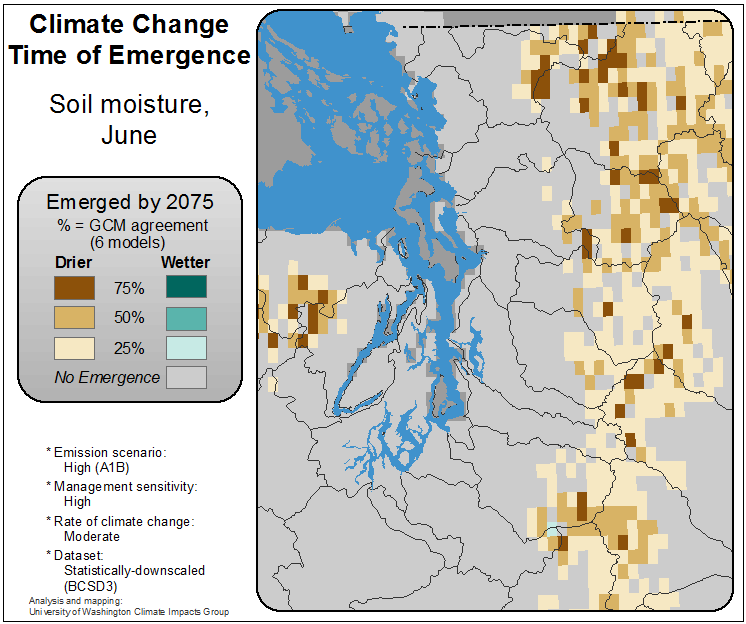 Climate Change
Time of Emergence
Soil moisture,
June
Emerged by 2075
% = GCM agreement
(6 models)
Drier Wetter
75%
50%
25%
No Emergence
* Emission scenario:
High (A1B)
* Management sensitivity:
High
* Rate of climate change:
Moderate
* Dataset:
Statistically-downscaled
(BCSD3)
Analysis and mapping:
University of Washington Climate Impacts Group